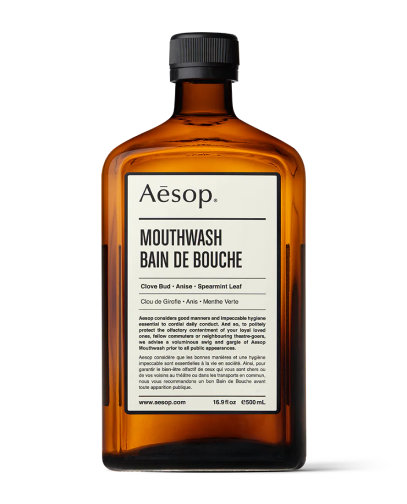 Aēsop®
MOUTHWASH
BAIN DE BOUCHE
Clove Bud • Anise • Spearmint Leaf
Clou de Girofle • Anis • Menthe Verte
Aesop considers good manners and impeccable hygiene
essential to cordial daily conduct. And so, to politely
protect the olfactory contentment of your loyal loved
ones, fellow commuters or neighbouring theatre-goers,
we advise a voluminous swig and gargle of Aesop
Mouthwash prior to all public appearances.
Aesop considère que les bonnes manières et une hygiène
impeccable sont essentielles à la vie en société. Ainsi, pour
garantir le bien-être olfactif de ceux qui vous sont chers ou
de vos voisins au théâtre ou dans les transports en commun,
nous vous recommandons un bon Bain de Bouche avant
toute apparition publique.
www.aesop.com 16.9 fl oz ℮500 mL